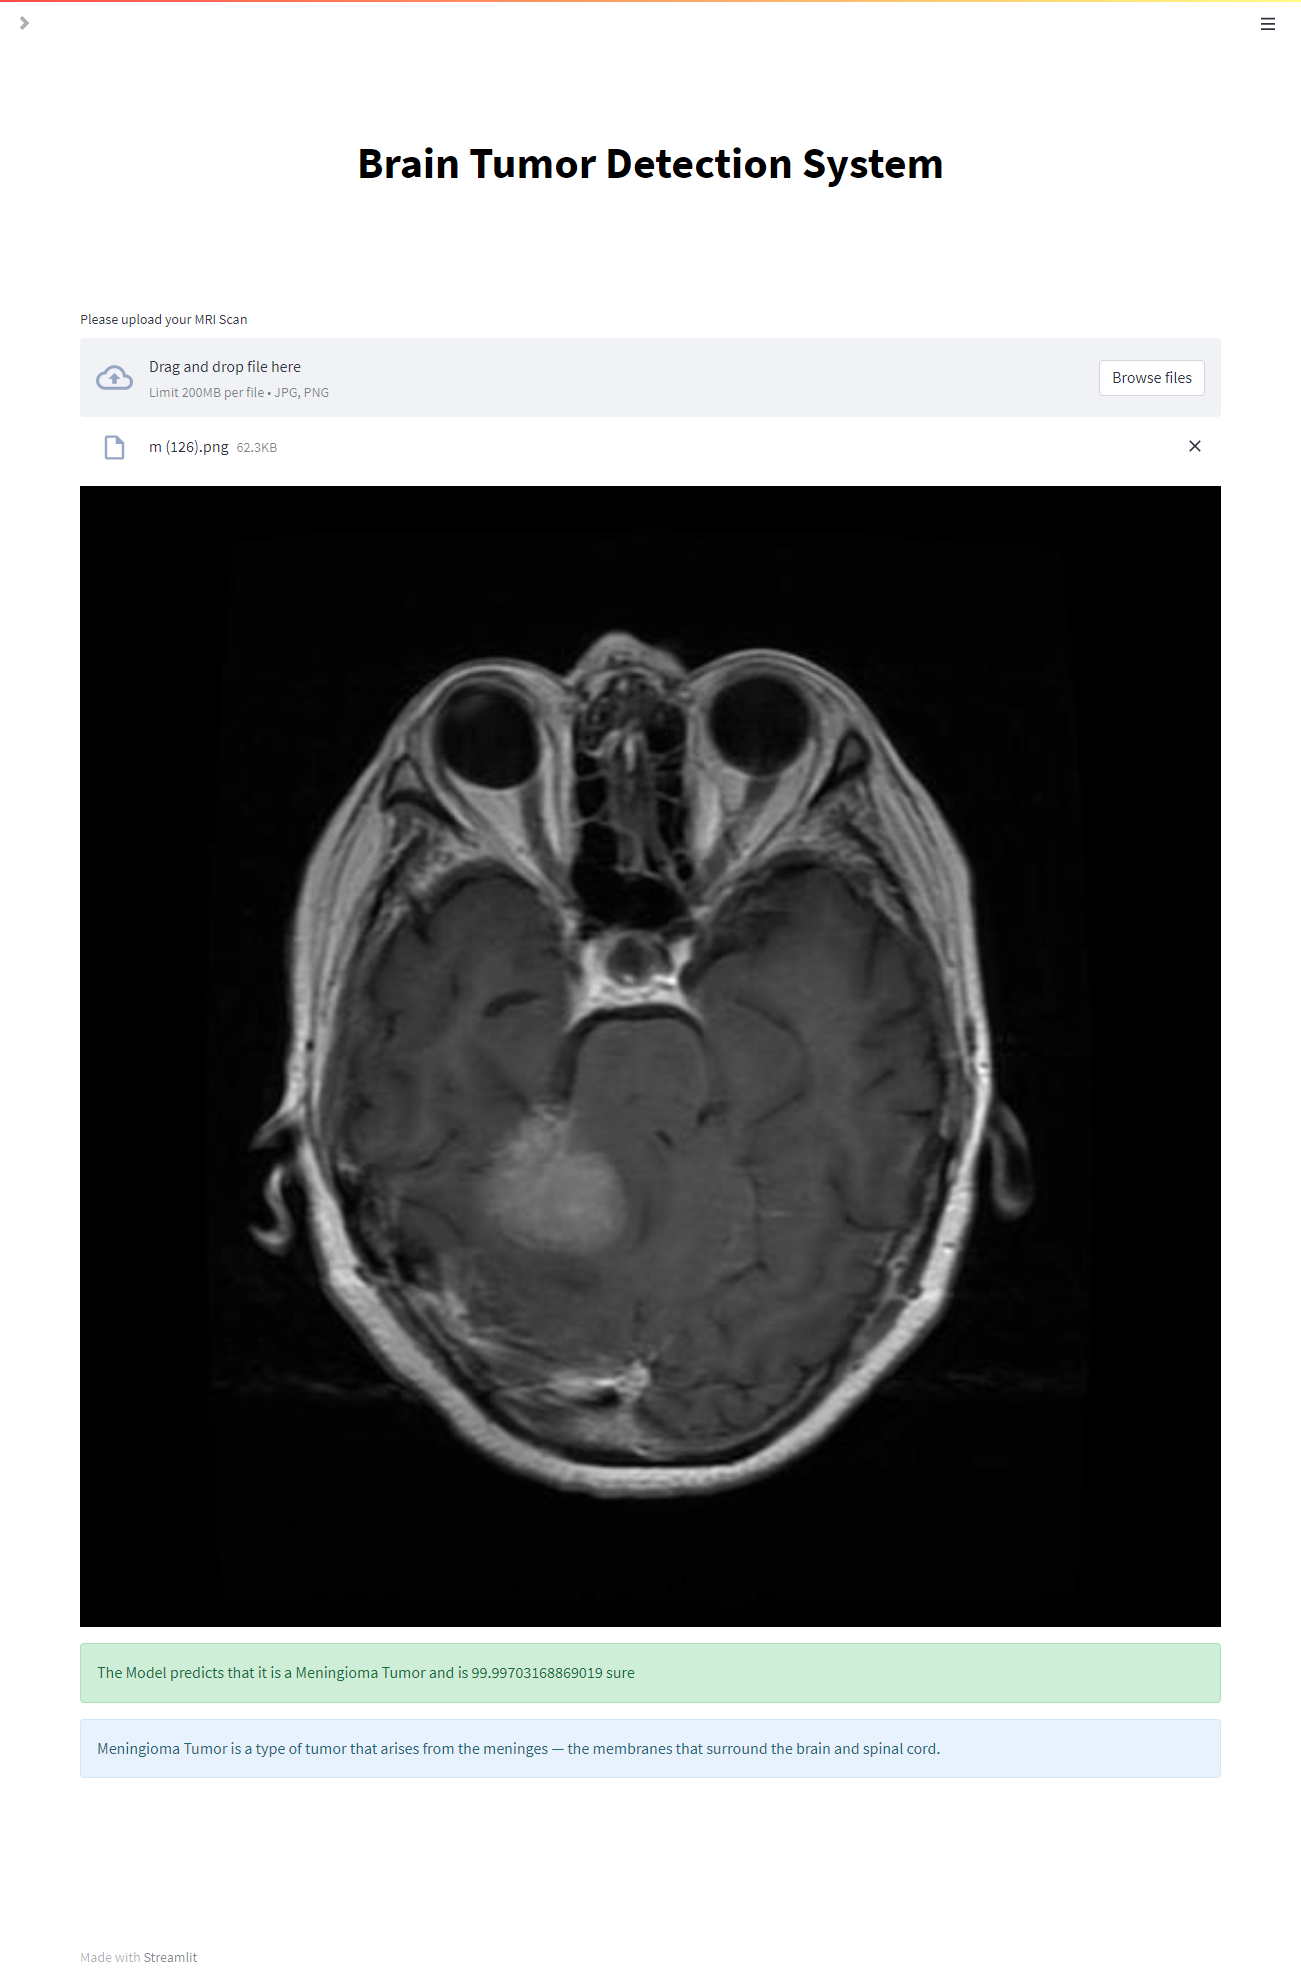 Brain Tumor Detection System
Please upload your MRI Scan
Drag and drop file here
Limit 200MB per file • JPG, PNG
Browse files
m (126).png 62.3KB
The Model predicts that it is a Meningioma Tumor and is 99.99703168869019 sure
Meningioma Tumor is a type of tumor that arises from the meninges — the membranes that surround the brain and spinal cord.
Made with Streamlit